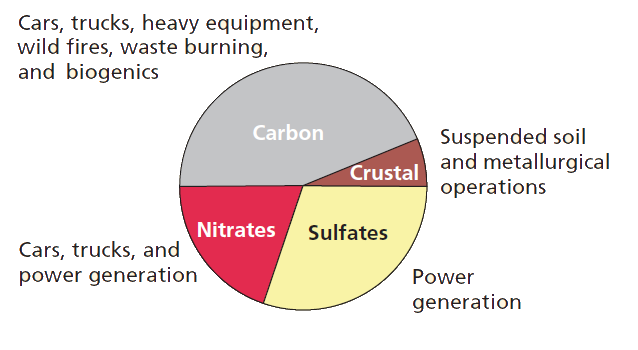 Cars, trucks, heavy equipment,
wild fires, waste burning,
and biogenics
Carbon
Crustal
Suspended soil
and metallurgical
operations
Nitrates
Sulfates
Cars, trucks, and
power generation
Power
generation